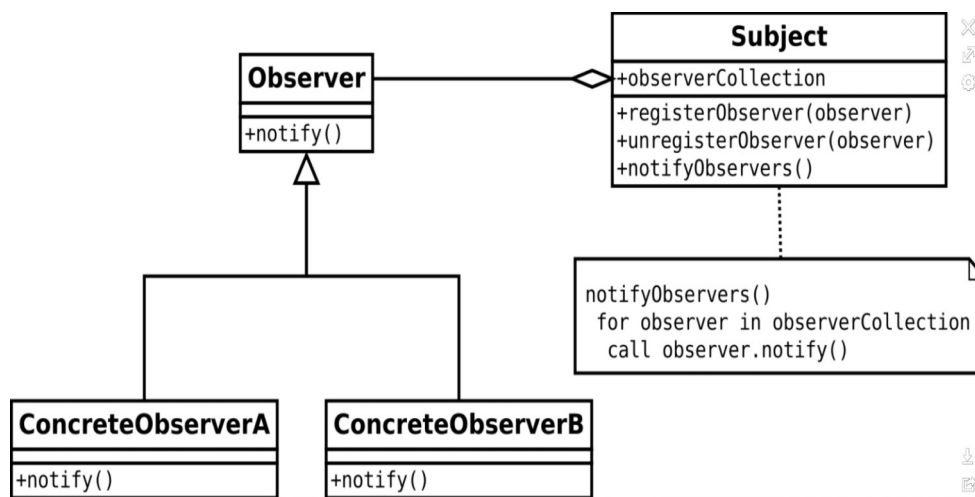 Observer
+notify()
Subject
+observerCollection
+registerObserver(observer)
+unregisterObserver(observer)
+notifyObservers()
notifyObservers()
for observer in observerCollection
call observer.notify()
ConcreteObserverA
+notify()
ConcreteObserverB
+notify()